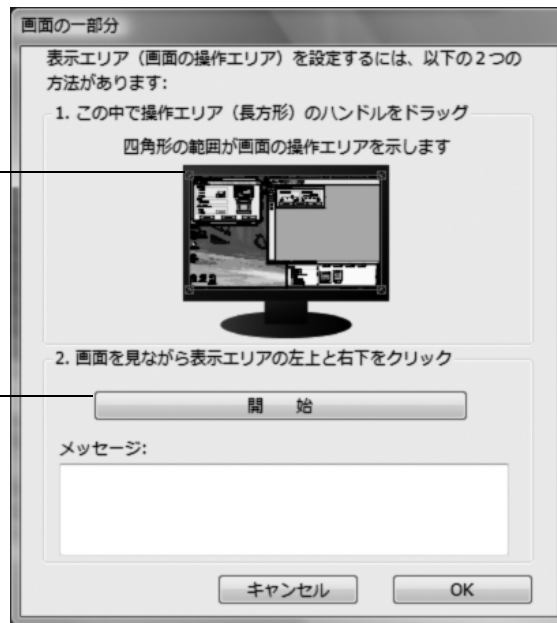 画面の一部分
表示エリア（画面の操作エリア）を設定するには、以下の２つの
方法があります:
1. この中で操作エリア（長方形）のハンドルをドラッグ
四角形の範囲が画面の操作エリアを示します
2. 画面を見ながら表示エリアの左上と右下をクリック
開　始
メッセージ:
キャンセル
OK